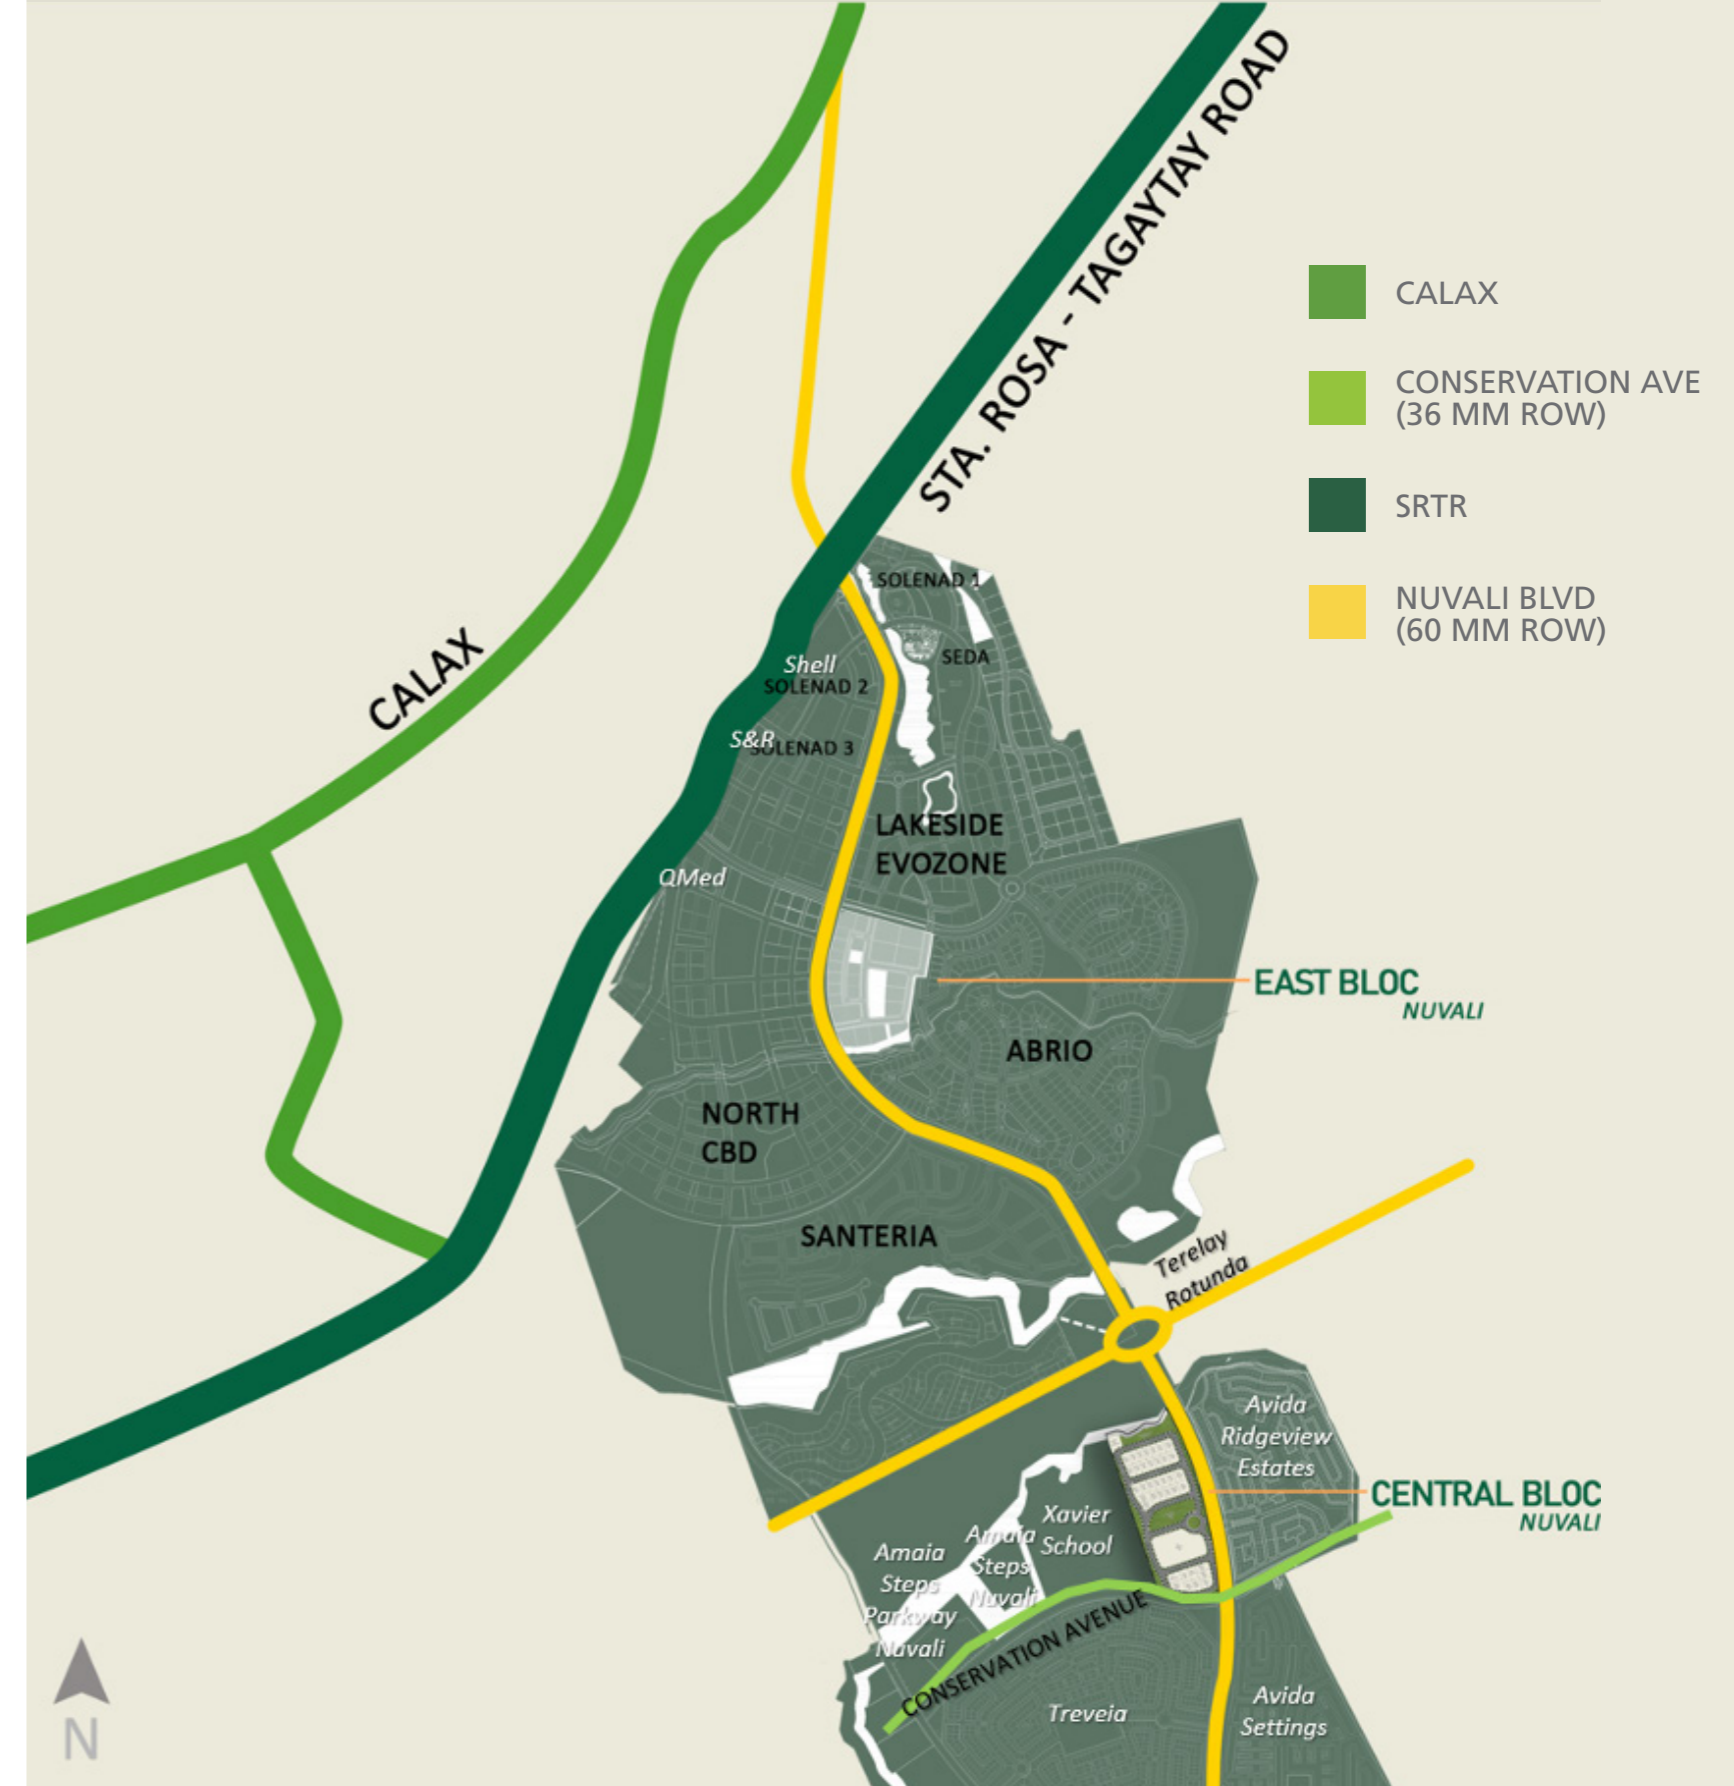 STA. ROSA - TAGAYTAY ROAD
CALAX
CONSERVATION AVE
(36 MM ROW)
SRTR
NUVALI BLVD
(60 MM ROW)
CALAX
SOLENAD 1
SEDA
Shell
SOLENAD 2
S&R
SOLENAD 3
LAKESIDE
EVOZONE
QMed
EAST BLOC
NUVALI
ABRIO
NORTH
CBD
SANTERIA
Terelay
Rotunda
Avida
Ridgeview
Estates
CENTRAL BLOC
NUVALI
Xavier
School
Amaia
Steps
Nuvali
Amaia
Steps
Parkway
Nuvali
CONSERVATION AVENUE
Treveia
Avida
Settings
N